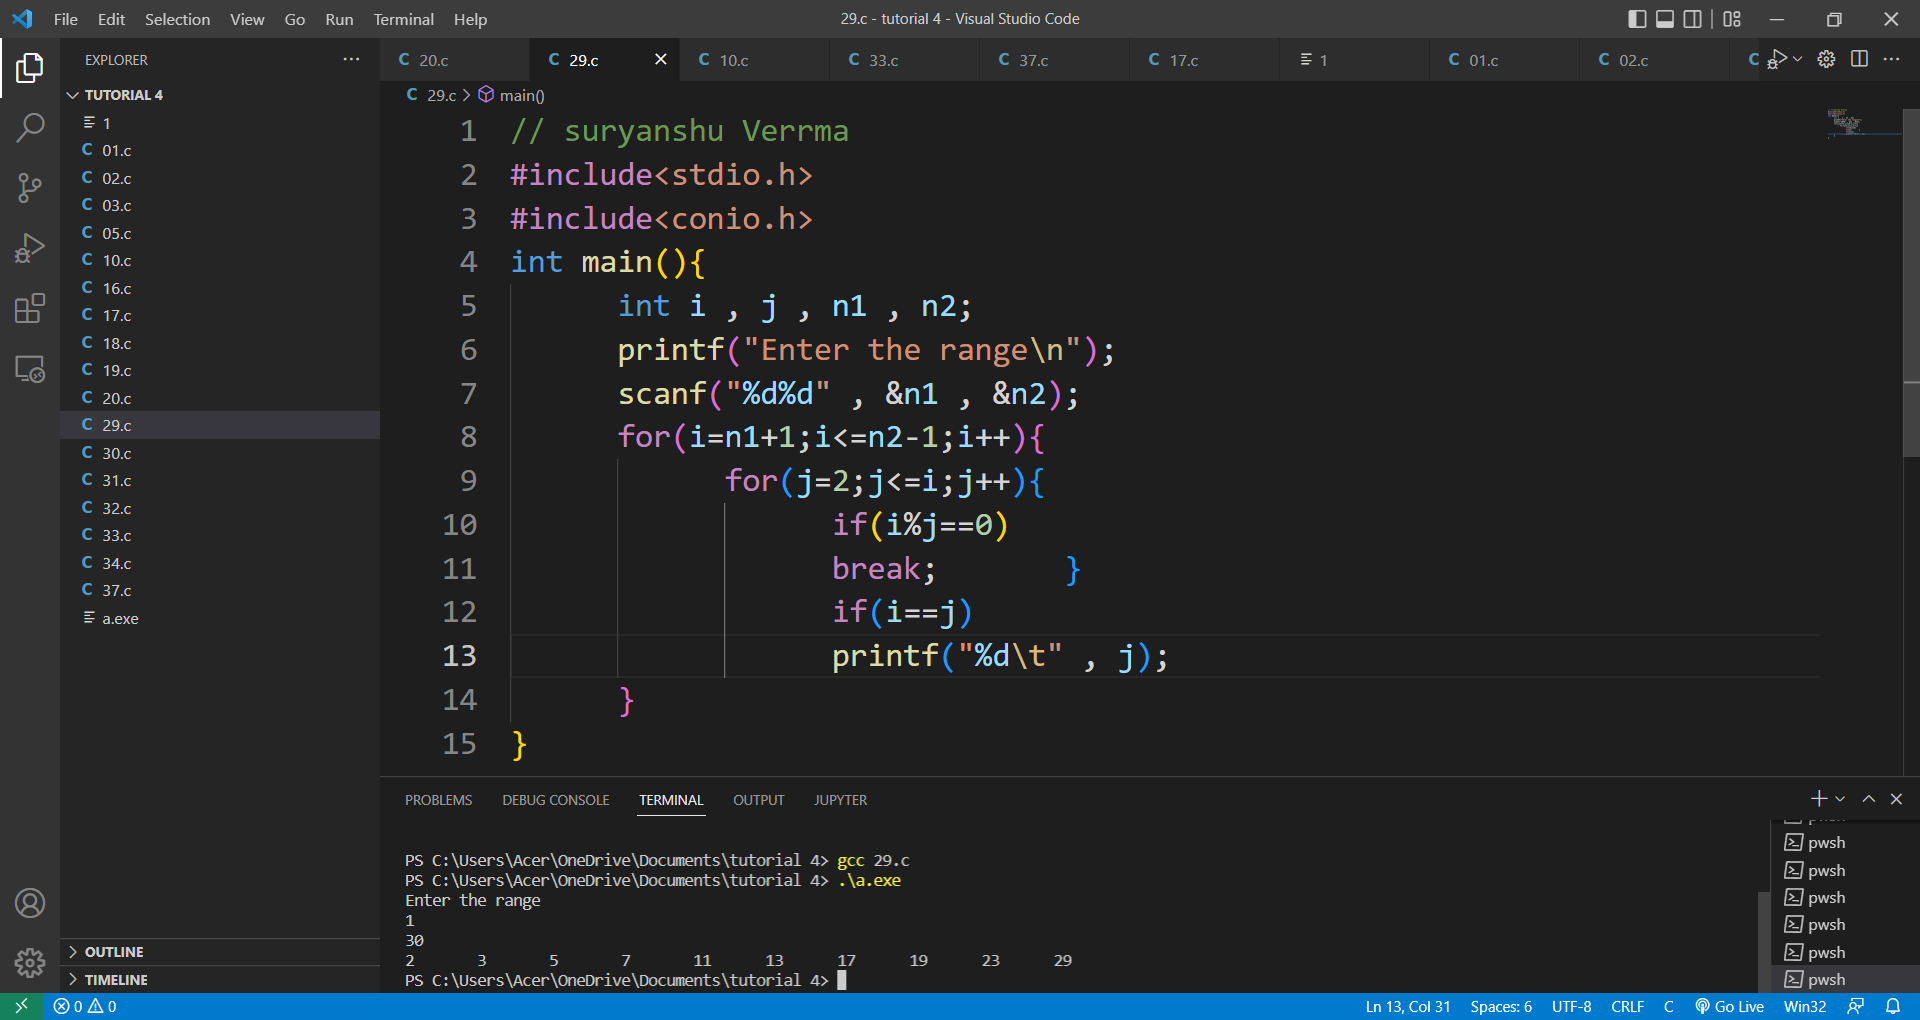 File Edit Selection View Go Run Terminal Help
29.c - tutorial 4 - Visual Studio Code
EXPLORER
TUTORIAL 4
1
C 01.c
C 02.c
C 03.c
C 05.c
C 10.c
C 16.c
C 17.c
C 18.c
C 19.c
C 20.c
C 29.c
C 30.c
C 31.c
C 32.c
C 33.c
C 34.c
C 37.c
a.exe
OUTLINE
TIMELINE
C 20.c C 29.c C 10.c C 33.c C 37.c C 17.c 1 C 01.c C 02.c C
C 29.c > main()
1 // suryanshu Verrma
2 #include<stdio.h>
3 #include<conio.h>
4 int main(){
5 int i , j , n1 , n2;
6 printf("Enter the range\n");
7 scanf("%d%d" , &n1 , &n2);
8 for(i=n1+1;i<=n2-1;i++){
9 for(j=2;j<=i;j++){
10 if(i%j==0)
11 break; }
12 if(i==j)
13 printf("%d\t" , j);
14 }
15 }
PROBLEMS DEBUG CONSOLE TERMINAL OUTPUT JUPYTER
PS C:\Users\Acer\OneDrive\Documents\tutorial 4> gcc 29.c
PS C:\Users\Acer\OneDrive\Documents\tutorial 4> .\a.exe
Enter the range
1
30
2 3 5 7 11 13 17 19 23 29
PS C:\Users\Acer\OneDrive\Documents\tutorial 4>
pwsh
pwsh
pwsh
pwsh
pwsh
pwsh
0 0
Ln 13, Col 31 Spaces: 6 UTF-8 CRLF C Go Live Win32